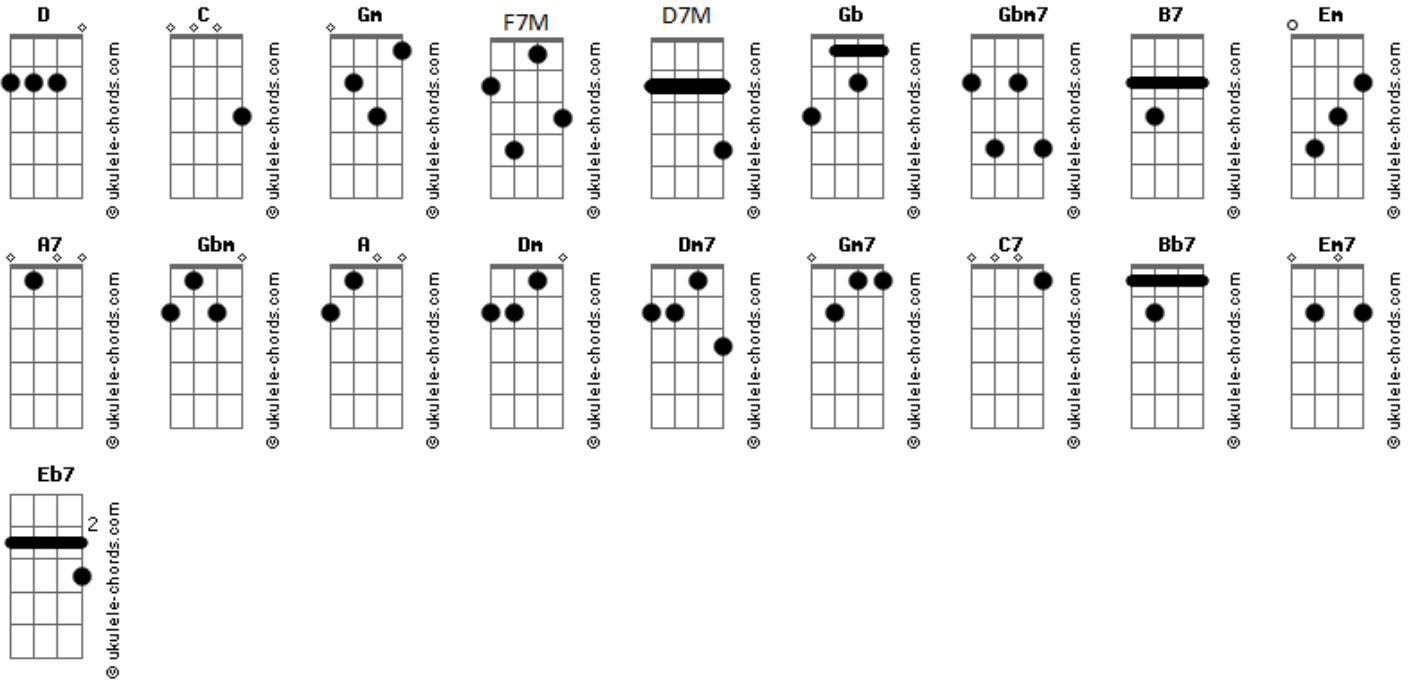 D C Gm F7M D7M Gb Gbm7 B7 Em
© ukulele-chords.com © ukulele-chords.com © ukulele-chords.com © ukulele-chords.com © ukulele-chords.com © ukulele-chords.com © ukulele-chords.com © ukulele-chords.com © ukulele-chords.com
A7 Gbm A Dm Dm7 Gm7 C7 Bb7 Em7
© ukulele-chords.com © ukulele-chords.com © ukulele-chords.com © ukulele-chords.com © ukulele-chords.com © ukulele-chords.com © ukulele-chords.com © ukulele-chords.com © ukulele-chords.com
Eb7
2
© ukulele-chords.com